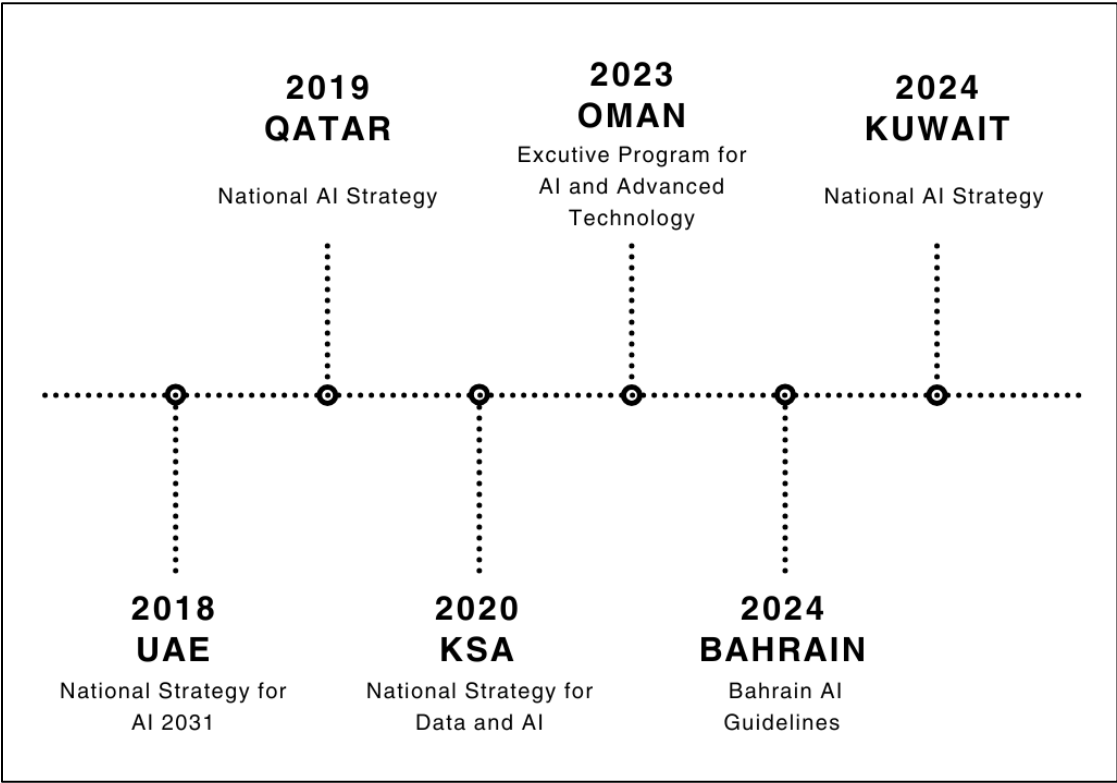 2019
QATAR
National AI Strategy
2023
OMAN
Excutive Program for
AI and Advanced
Technology
2024
KUWAIT
National AI Strategy
2018
UAE
National Strategy for
AI 2031
2020
KSA
National Strategy for
Data and AI
2024
BAHRAIN
Bahrain AI
Guidelines